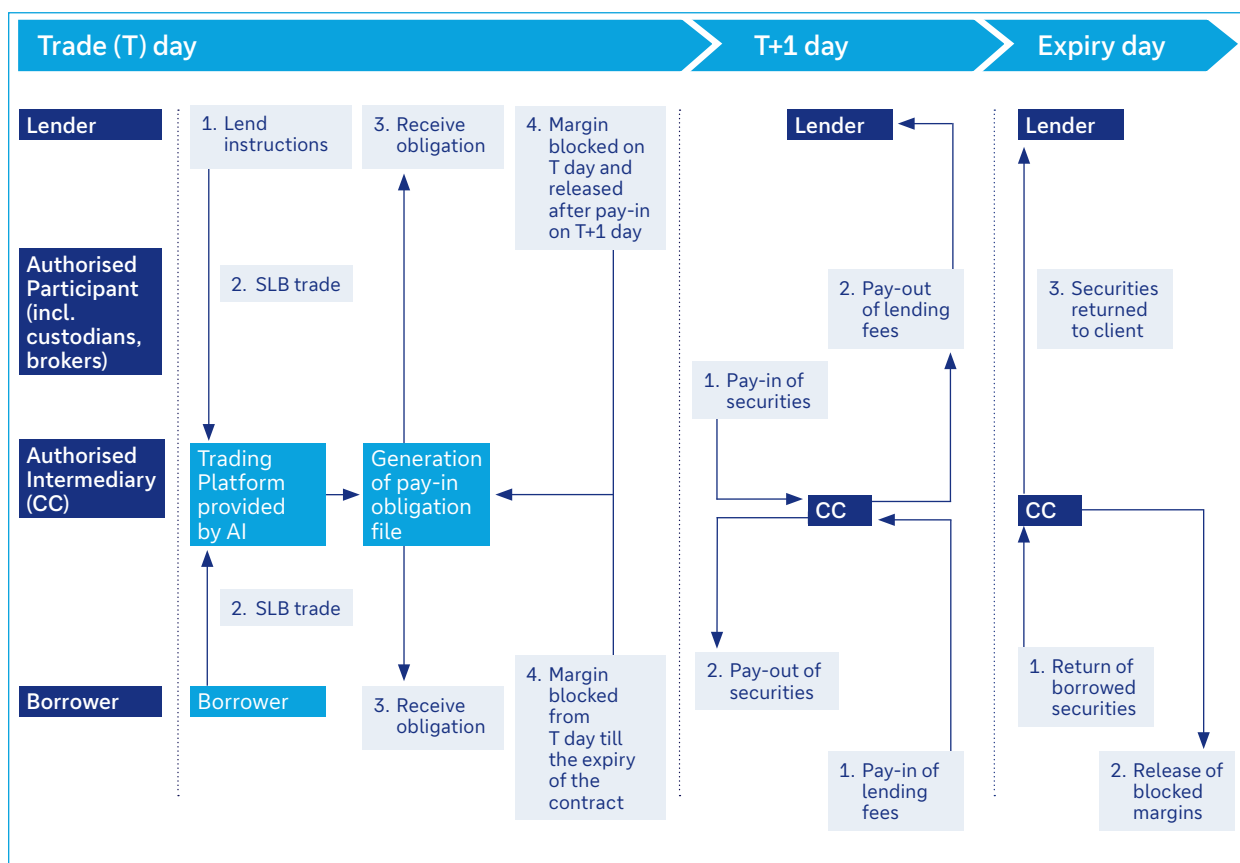 Trade (T) day
T+1 day
Expiry day
Lender
1. Lend
instructions
3. Receive
obligation
4. Margin
blocked on
T day and
released
after pay-in
on T+1 day
Lender
Lender
Authorised
Participant
(incl.
custodians,
brokers)
2. SLB trade
2. Pay-out
of lending
fees
3. Securities
returned
to client
1. Pay-in of
securities
Authorised
Intermediary
(CC)
Trading
Platform
provided
by AI
Generation
of pay-in
obligation
file
CC
CC
2. SLB trade
Borrower
Borrower
3. Receive
obligation
4. Margin
blocked
from
T day till
the expiry
of the
contract
2. Pay-out of
securities
1. Pay-in of
lending
fees
1. Return of
borrowed
securities
2. Release of
blocked
margins